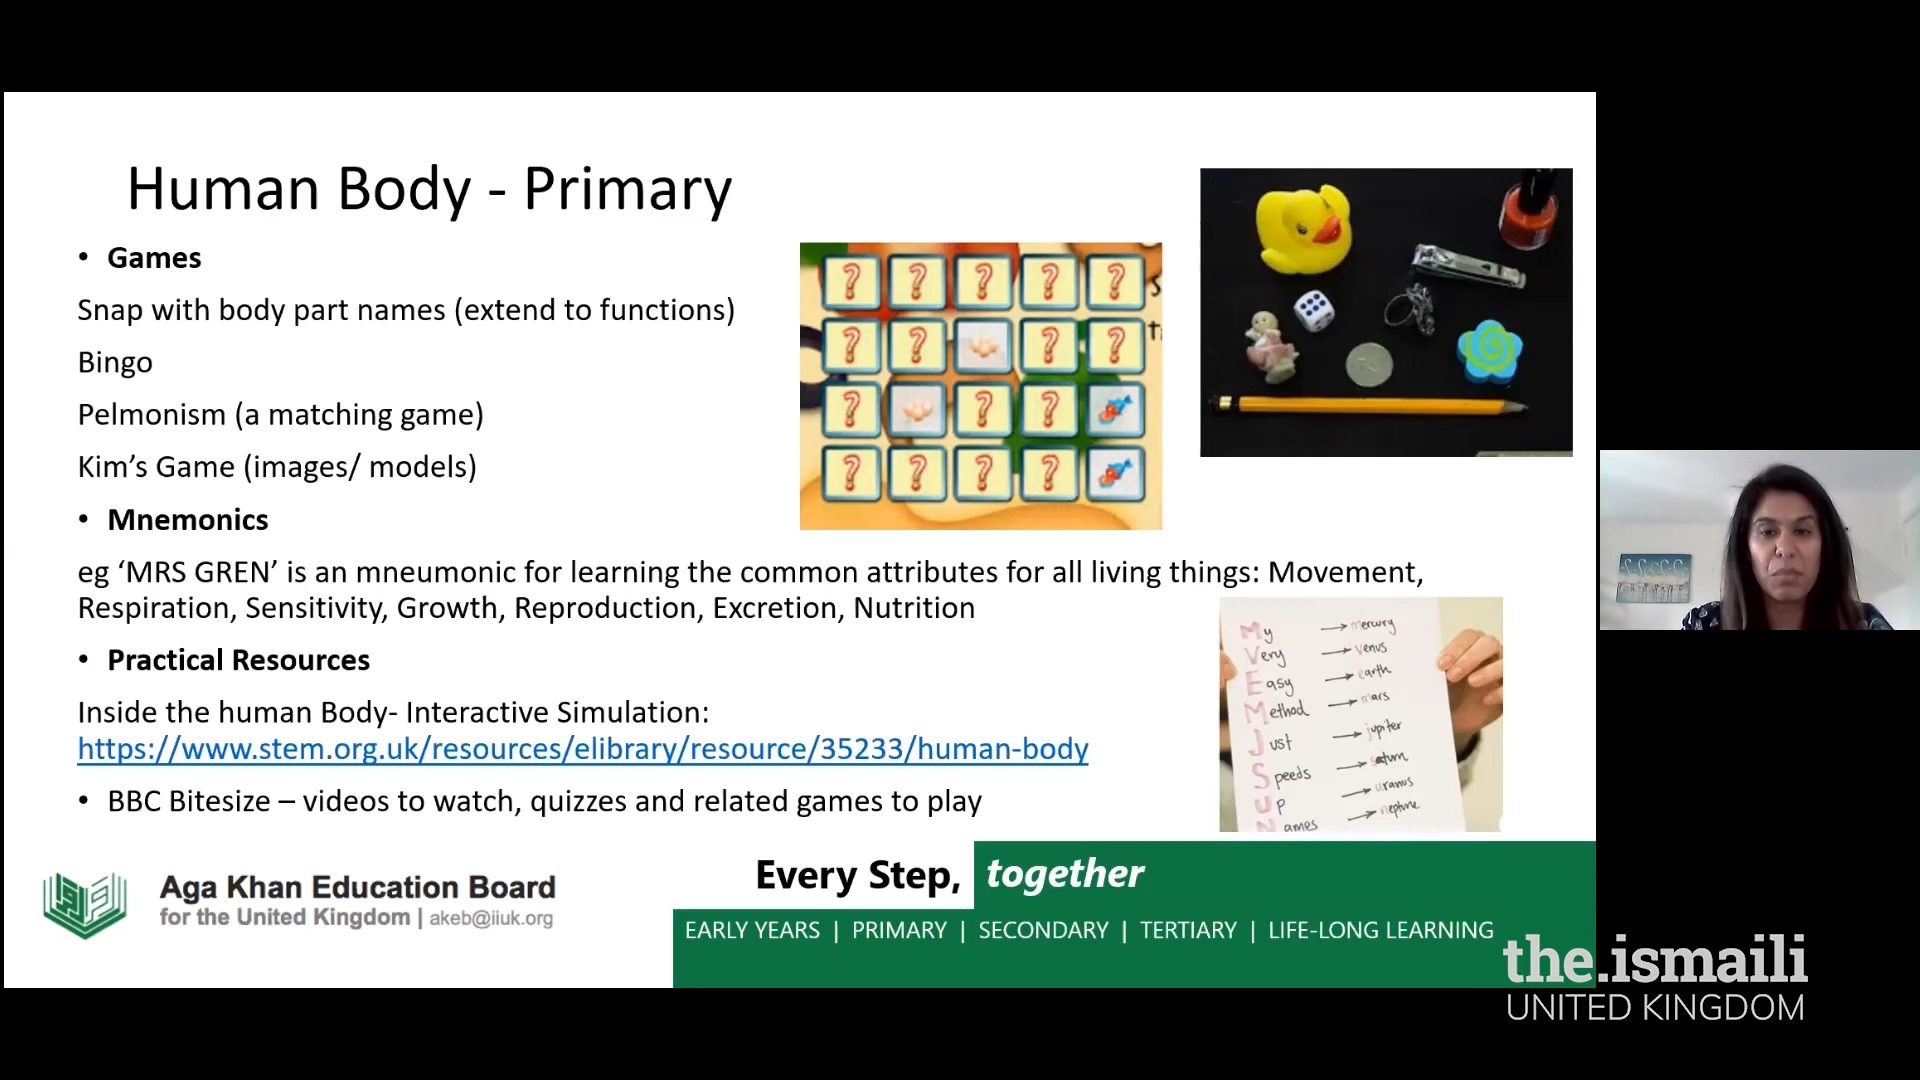 Human Body - Primary
• Games
Snap with body part names (extend to functions)
Bingo
Pelmonism (a matching game)
Kim's Game (images/ models)
• Mnemonics
eg 'MRS GREN' is an mneumonic for learning the common attributes for all living things: Movement,
Respiration, Sensitivity, Growth, Reproduction, Excretion, Nutrition
• Practical Resources
Inside the human Body- Interactive Simulation:
https://www.stem.org.uk/resources/elibrary/resource/35233/human-body
• BBC Bitesize – videos to watch, quizzes and related games to play
? ? ? ? ?
? ? ? ?
? ? ? 
? ? ? ?
My → mercury
Very → venus
Easy → earth
Method → mars
Just → jupiter
Speeds → saturn
Up → uranus
Names → neptune
Aga Khan Education Board
for the United Kingdom | akeb@iiuk.org
Every Step, together
EARLY YEARS | PRIMARY | SECONDARY | TERTIARY | LIFE-LONG LEARNING
the.ismaili
UNITED KINGDOM